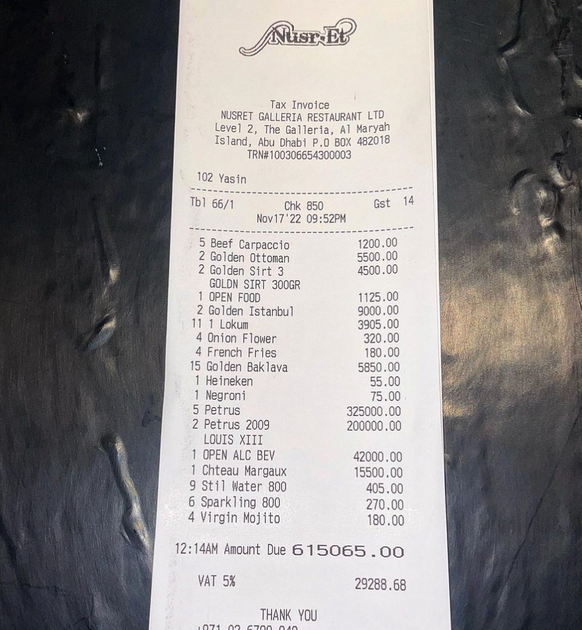 Nusr-Et
Tax Invoice
NUSRET GALLERIA RESTAURANT LTD
Level 2, The Galleria, Al Maryah
Island, Abu Dhabi P.O BOX 482018
TRN#100306654300003
102 Yasin
Tbl 66/1 Chk 850 Gst 14
Nov17'22 09:52PM
5 Beef Carpaccio 1200.00
2 Golden Ottoman 5500.00
2 Golden Sirt 3 4500.00
GOLDN SIRT 300GR
1 OPEN FOOD 1125.00
2 Golden Istanbul 9000.00
11 1 Lokum 3905.00
4 Onion Flower 320.00
4 French Fries 180.00
15 Golden Baklava 5850.00
1 Heineken 55.00
1 Negroni 75.00
5 Petrus 325000.00
2 Petrus 2009 200000.00
LOUIS XIII
1 OPEN ALC BEV 42000.00
1 Chteau Margaux 15500.00
9 Stil Water 800 405.00
6 Sparkling 800 270.00
4 Virgin Mojito 180.00
12:14AM Amount Due 615065.00
VAT 5% 29288.68
THANK YOU